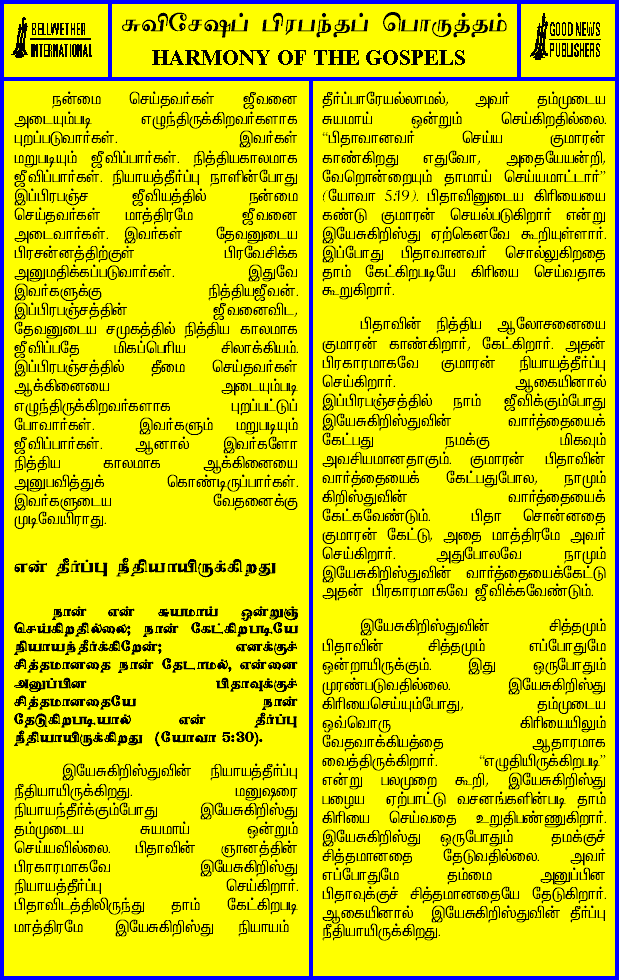 BELLWETHER
INTERNATIONAL
சுவிசேஷப் பிரபந்தப் பொருத்தம்
HARMONY OF THE GOSPELS
GOOD NEWS
PUBLISHERS
நன்மை செய்தவர்கள் ஜீவனை
அடையும்படி எழுந்திருக்கிறவர்களாக
புறப்படுவார்கள். இவர்கள்
மறுபடியும் ஜீவிப்பார்கள். நித்தியகாலமாக
ஜீவிப்பார்கள். நியாயத்தீர்ப்பு நாளின்போது
இப்பிரபஞ்ச ஜீவியத்தில் நன்மை
செய்தவர்கள் மாத்திரமே ஜீவனை
அடைவார்கள். இவர்கள் தேவனுடைய
பிரசன்னத்திற்குள் பிரவேசிக்க
அனுமதிக்கப்படுவார்கள். இதுவே
இவர்களுக்கு நித்தியஜீவன்.
இப்பிரபஞ்சத்தின் ஜீவனைவிட,
தேவனுடைய சமுகத்தில் நித்திய காலமாக
ஜீவிப்பதே மிகப்பெரிய சிலாக்கியம்.
இப்பிரபஞ்சத்தில் தீமை செய்தவர்கள்
ஆக்கினையை அடையும்படி
எழுந்திருக்கிறவர்களாக புறப்பட்டுப்
போவார்கள். இவர்களும் மறுபடியும்
ஜீவிப்பார்கள். ஆனால் இவர்களோ
நித்திய காலமாக ஆக்கினையை
அனுபவித்துக் கொண்டிருப்பார்கள்.
இவர்களுடைய வேதனைக்கு
முடிவேயிராது.
என் தீர்ப்பு நீதியாயிருக்கிறது
நான் என் சுயமாய் ஒன்றுஞ்
செய்கிறதில்லை; நான் கேட்கிறபடியே
நியாயந்தீர்க்கிறேன்; எனக்குச்
சித்தமானதை நான் தேடாமல், என்னை
அனுப்பின பிதாவுக்குச்
சித்தமானதையே நான்
தேடுகிறபடியால் என் தீர்ப்பு
நீதியாயிருக்கிறது (யோவா 5:30).
இயேசுகிறிஸ்துவின் நியாயத்தீர்ப்பு
நீதியாயிருக்கிறது. மனுஷரை
நியாயந்தீர்க்கும்போது இயேசுகிறிஸ்து
தம்முடைய சுயமாய் ஒன்றும்
செய்யவில்லை. பிதாவின் ஞானத்தின்
பிரகாரமாகவே இயேசுகிறிஸ்து
நியாயத்தீர்ப்பு செய்கிறார்.
பிதாவிடத்திலிருந்து தாம் கேட்கிறபடி
மாத்திரமே இயேசுகிறிஸ்து நியாயம்
தீர்ப்பாரேயல்லாமல், அவர் தம்முடைய
சுயமாய் ஒன்றும் செய்கிறதில்லை.
“பிதாவானவர் செய்ய குமாரன்
காண்கிறது எதுவோ, அதையேயன்றி,
வேறொன்றையும் தாமாய் செய்யமாட்டார்”
(யோவா 5:19). பிதாவினுடைய கிரியையை
கண்டு குமாரன் செயல்படுகிறார் என்று
இயேசுகிறிஸ்து ஏற்கெனவே கூறியுள்ளார்.
இப்போது பிதாவானவர் சொல்லுகிறதை
தாம் கேட்கிறபடியே கிரியை செய்வதாக
கூறுகிறார்.
பிதாவின் நித்திய ஆலோசனையை
குமாரன் காண்கிறார், கேட்கிறார். அதன்
பிரகாரமாகவே குமாரன் நியாயத்தீர்ப்பு
செய்கிறார். ஆகையினால்
இப்பிரபஞ்சத்தில் நாம் ஜீவிக்கும்போது
இயேசுகிறிஸ்துவின் வார்த்தையைக்
கேட்பது நமக்கு மிகவும்
அவசியமானதாகும். குமாரன் பிதாவின்
வார்த்தையைக் கேட்பதுபோல, நாமும்
கிறிஸ்துவின் வார்த்தையைக்
கேட்கவேண்டும். பிதா சொன்னதை
குமாரன் கேட்டு, அதை மாத்திரமே அவர்
செய்கிறார். அதுபோலவே நாமும்
இயேசுகிறிஸ்துவின் வார்த்தையைக்கேட்டு
அதன் பிரகாரமாகவே ஜீவிக்கவேண்டும்.
இயேசுகிறிஸ்துவின் சித்தமும்
பிதாவின் சித்தமும் எப்போதுமே
ஒன்றாயிருக்கும். இது ஒருபோதும்
முரண்படுவதில்லை. இயேசுகிறிஸ்து
கிரியைசெய்யும்போது, தம்முடைய
ஒவ்வொரு கிரியையிலும்
வேதவாக்கியத்தை ஆதாரமாக
வைத்திருக்கிறார். “எழுதியிருக்கிறபடி”
என்று பலமுறை கூறி, இயேசுகிறிஸ்து
பழைய ஏற்பாட்டு வசனங்களின்படி தாம்
கிரியை செய்வதை உறுதிபண்ணுகிறார்.
இயேசுகிறிஸ்து ஒருபோதும் தமக்குச்
சித்தமானதை தேடுவதில்லை. அவர்
எப்போதுமே தம்மை அனுப்பின
பிதாவுக்குச் சித்தமானதையே தேடுகிறார்.
ஆகையினால் இயேசுகிறிஸ்துவின் தீர்ப்பு
நீதியாயிருக்கிறது.